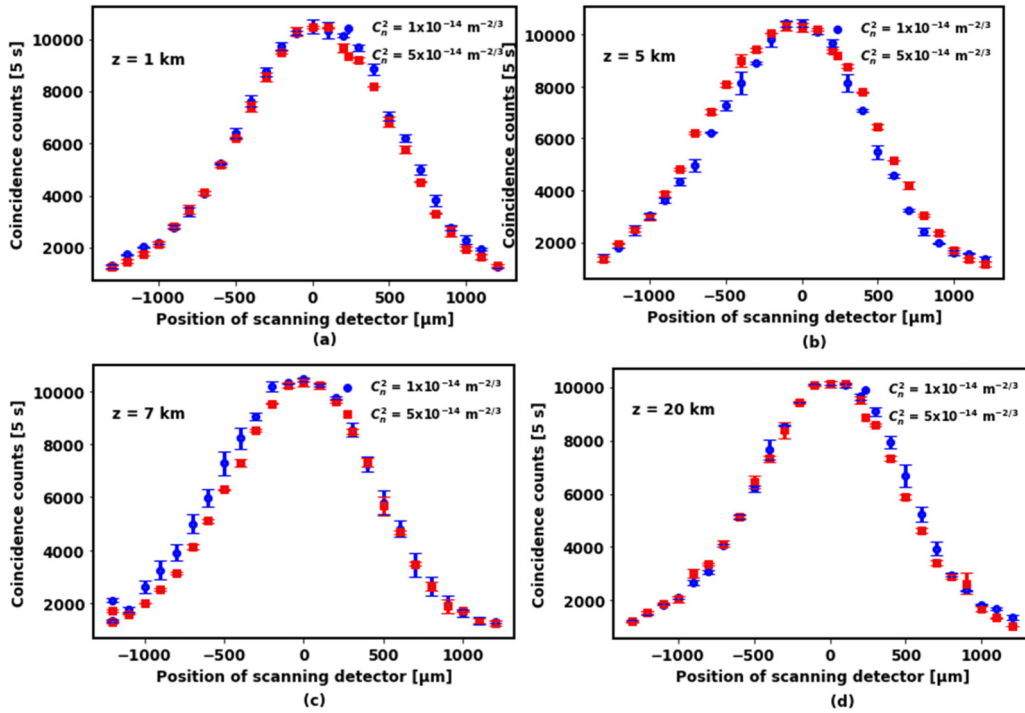 z = 1 km
C_n^2 = 1x10^-14 m^-2/3
C_n^2 = 5x10^-14 m^-2/3
Coincidence counts [5 s]
10000
8000
6000
4000
2000
−1000
−500
0
500
1000
Position of scanning detector [μm]
(a)
z = 5 km
C_n^2 = 1x10^-14 m^-2/3
C_n^2 = 5x10^-14 m^-2/3
Coincidence counts [5 s]
10000
8000
6000
4000
2000
−1000
−500
0
500
1000
Position of scanning detector [μm]
(b)
z = 7 km
C_n^2 = 1x10^-14 m^-2/3
C_n^2 = 5x10^-14 m^-2/3
Coincidence counts [5 s]
10000
8000
6000
4000
2000
−1000
−500
0
500
1000
Position of scanning detector [μm]
(c)
z = 20 km
C_n^2 = 1x10^-14 m^-2/3
C_n^2 = 5x10^-14 m^-2/3
Coincidence counts [5 s]
10000
8000
6000
4000
2000
−1000
−500
0
500
1000
Position of scanning detector [μm]
(d)